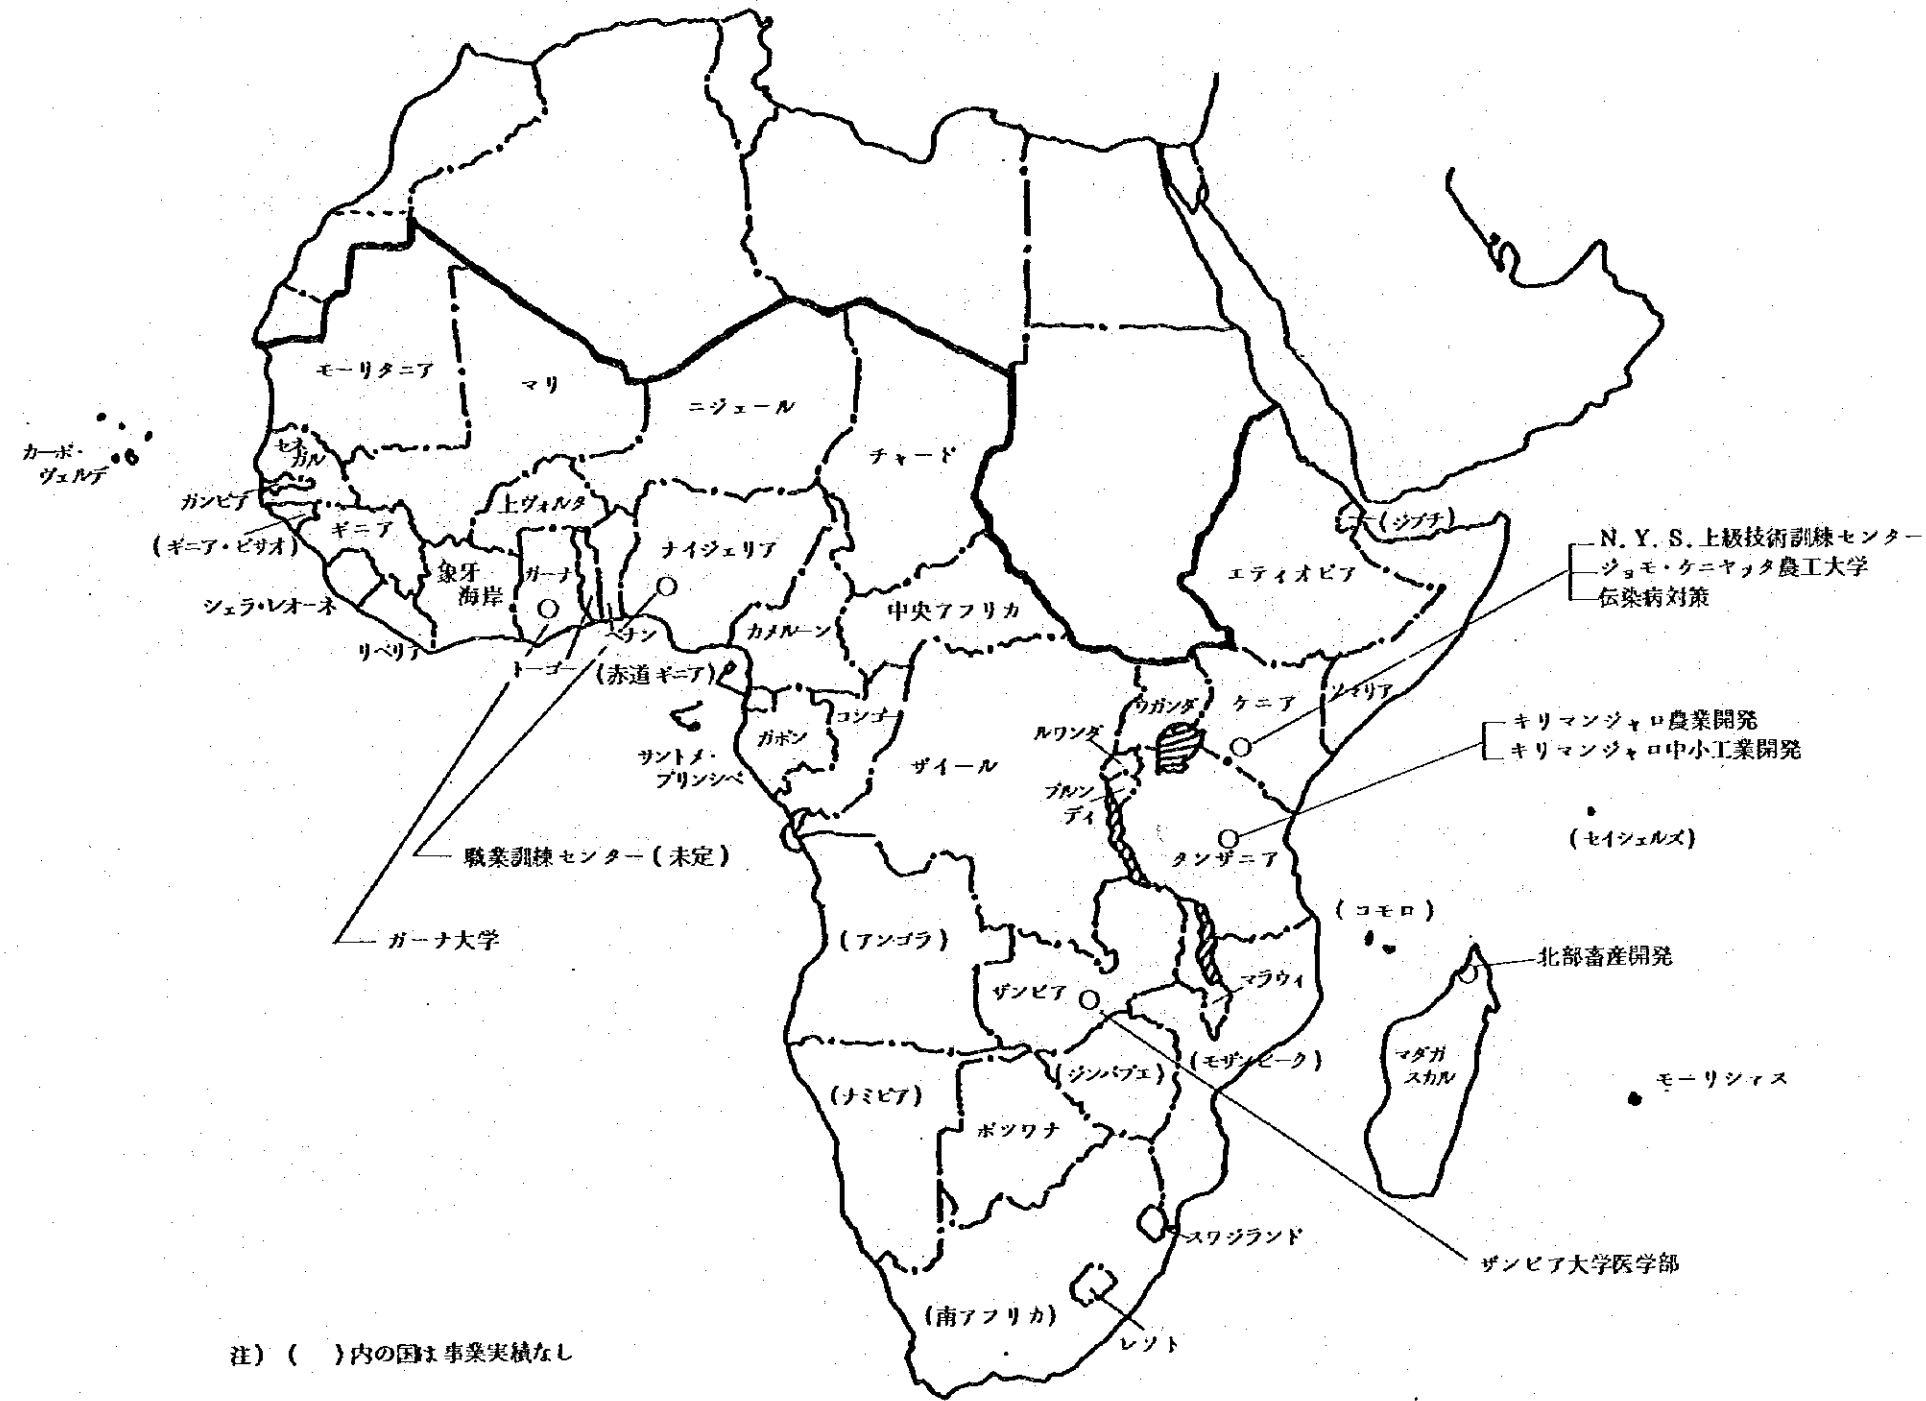 モーリタニア
マリ
ニジェール
チャード
カーボ・
ヴェルデ
セネ
ガル
ガンビア
(ギニア・ビサオ)
ギニア
上ヴォルタ
ナイジェリア
(ジブチ)
エティオピア
N.Y.S.上級技術訓練センター
ジョモ・ケニヤッタ農工大学
伝染病対策
シェラ・レオーネ
象牙
海岸
ガーナ
中央アフリカ
カメルーン
リベリア
トーゴー
ベナン
(赤道ギニア)
ウガンダ
ケニア
ソマリア
コンゴー
ガボン
サントメ・
プリンシペ
ザイール
ルワンダ
ブルン
ディ
キリマンジャロ農業開発
キリマンジャロ中小工業開発
タンザニア
(セイシェルズ)
職業訓練センター(未定)
ガーナ大学
(アンゴラ)
(コモロ)
北部畜産開発
ザンビア
マラウィ
(モザンビーク)
(ジンバブエ)
マダガ
スカル
モーリシァス
(ナミビア)
ボツワナ
スワジランド
ザンビア大学医学部
(南アフリカ)
レソト
注) (　)内の国は事業実績なし